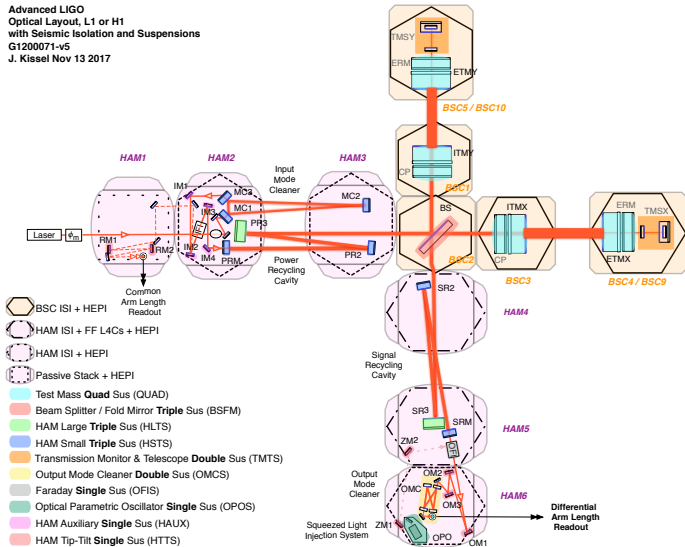 Advanced LIGO
Optical Layout, L1 or H1
with Seismic Isolation and Suspensions
G1200071-v5
J. Kissel Nov 13 2017
TMSY
ERM
ETMY
BSC5 / BSC10
ITMY
CP
BSC1
HAM1
HAM2
Input
Mode
Cleaner
HAM3
IM1
MC3
MC2
IM3
MC1
BS
ITMX
ERM
TMSX
PR3
IFI
Laser
ϕm
RM1
RM2
IM2
IM4
PRM
PR2
BSC2
CP
BSC3
ETMX
BSC4 / BSC9
Power
Recycling
Cavity
Common
Arm Length
Readout
SR2
HAM4
BSC ISI + HEPI
HAM ISI + FF L4Cs + HEPI
HAM ISI + HEPI
Passive Stack + HEPI
Signal
Recycling
Cavity
Test Mass Quad Sus (QUAD)
Beam Splitter / Fold Mirror Triple Sus (BSFM)
HAM Large Triple Sus (HLTS)
HAM Small Triple Sus (HSTS)
Transmission Monitor & Telescope Double Sus (TMTS)
Output Mode Cleaner Double Sus (OMCS)
Faraday Single Sus (OFIS)
Optical Parametric Oscillator Single Sus (OPOS)
HAM Auxiliary Single Sus (HAUX)
HAM Tip-Tilt Single Sus (HTTS)
SR3
SRM
HAM5
ZM2
OFI
Output
Mode
Cleaner
OM2
OMC
OM3
HAM6
ZM1
Squeezed Light
Injection System
OPO
OM1
Differential
Arm Length
Readout